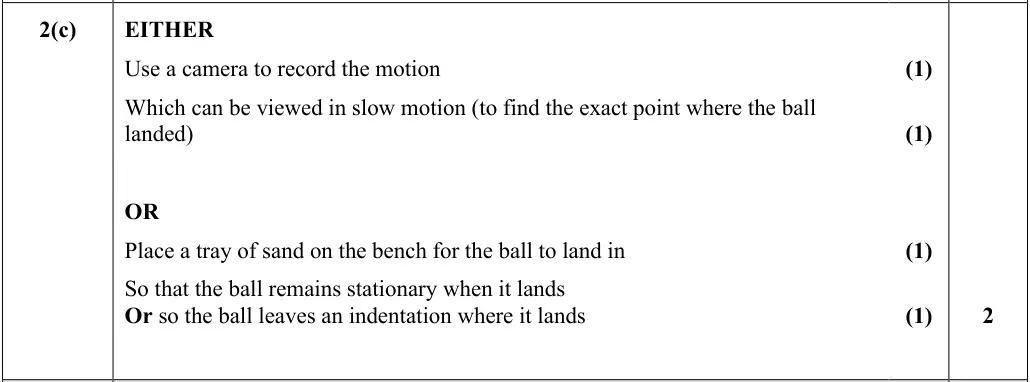 2(c) EITHER
Use a camera to record the motion (1)
Which can be viewed in slow motion (to find the exact point where the ball
landed) (1)
OR
Place a tray of sand on the bench for the ball to land in (1)
So that the ball remains stationary when it lands
Or so the ball leaves an indentation where it lands (1) 2